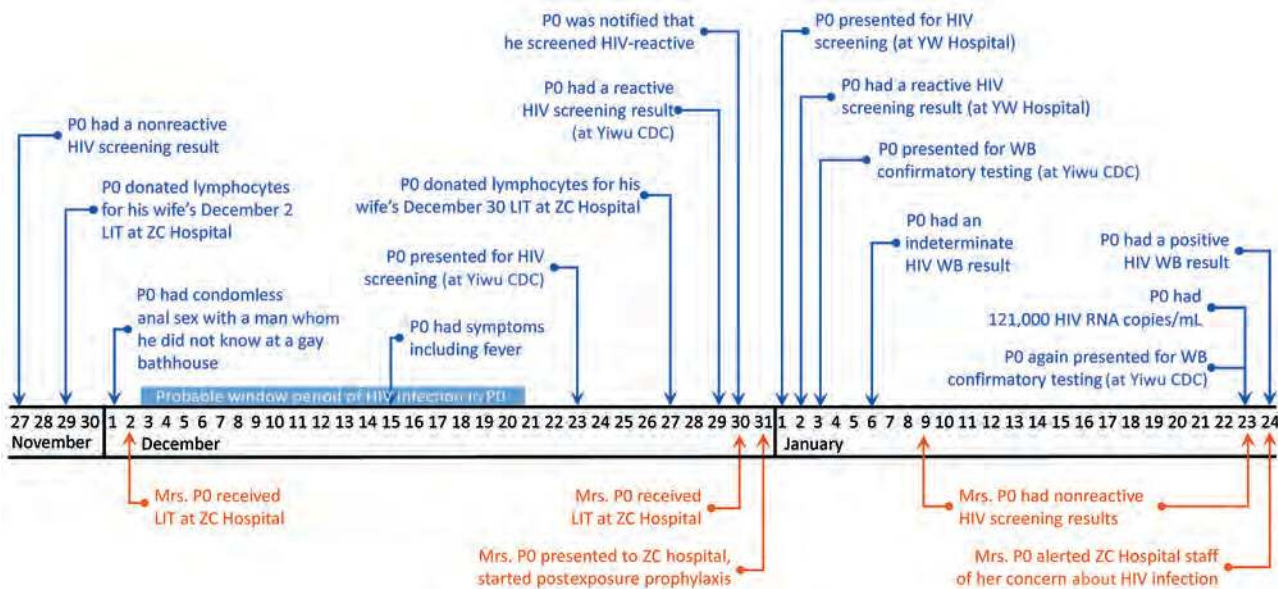 P0 was notified that
he screened HIV-reactive
P0 presented for HIV
screening (at YW Hospital)
P0 had a reactive
HIV screening result
(at Yiwu CDC)
P0 had a reactive HIV
screening result (at YW Hospital)
P0 had a nonreactive
HIV screening result
P0 presented for WB
confirmatory testing (at Yiwu CDC)
P0 donated lymphocytes
for his wife's December 2
LIT at ZC Hospital
P0 donated lymphocytes for his
wife's December 30 LIT at ZC Hospital
P0 had an
indeterminate
HIV WB result
P0 had a positive
HIV WB result
P0 presented for HIV
screening (at Yiwu CDC)
P0 had condomless
anal sex with a man whom
he did not know at a gay
bathhouse
P0 had symptoms
including fever
P0 had
121,000 HIV RNA copies/mL
P0 again presented for WB
confirmatory testing (at Yiwu CDC)
Probable window period of HIV infection in P0
27 28 29 30 1 2 3 4 5 6 7 8 9 10 11 12 13 14 15 16 17 18 19 20 21 22 23 24 25 26 27 28 29 30 31 1 2 3 4 5 6 7 8 9 10 11 12 13 14 15 16 17 18 19 20 21 22 23 24
November December January
Mrs. P0 received
LIT at ZC Hospital
Mrs. P0 received
LIT at ZC Hospital
Mrs. P0 had nonreactive
HIV screening results
Mrs. P0 presented to ZC hospital,
started postexposure prophylaxis
Mrs. P0 alerted ZC Hospital staff
of her concern about HIV infection